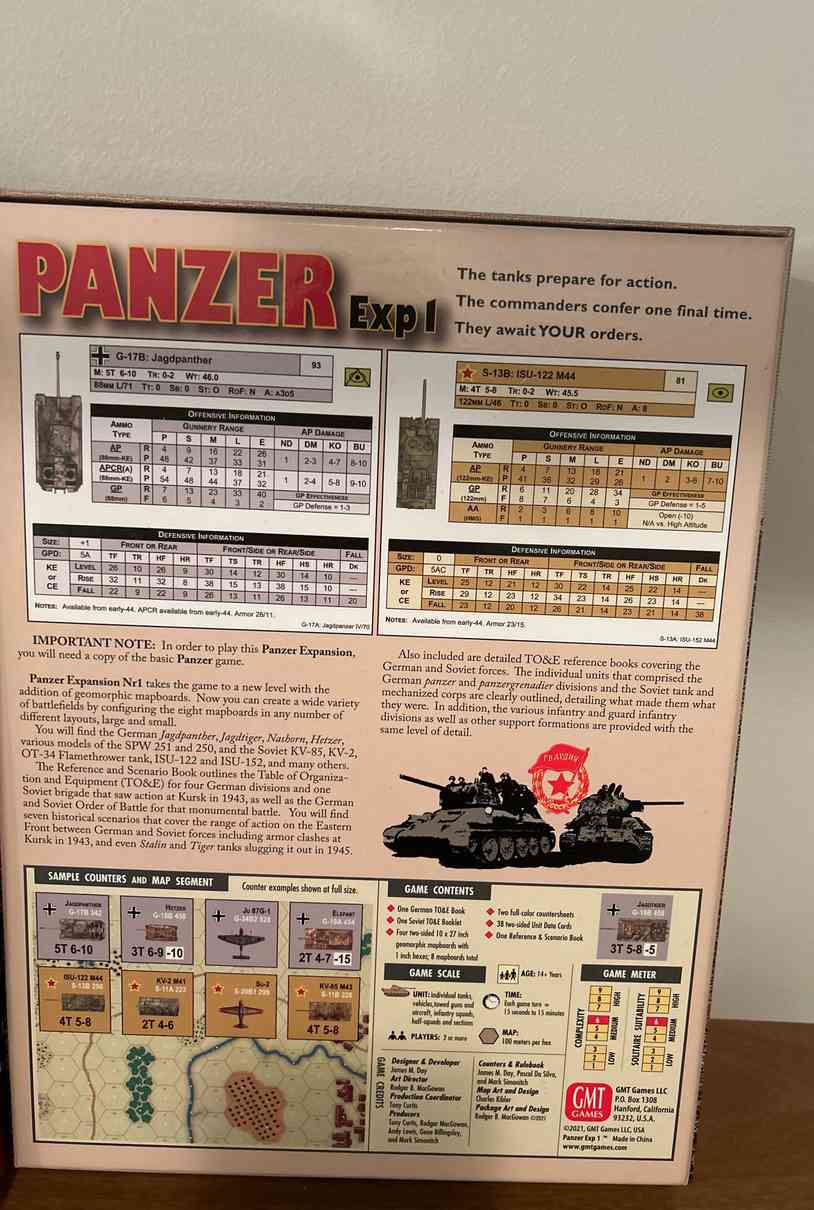 PANZER
Exp 1
The tanks prepare for action.
The commanders confer one final time.
They await YOUR orders.
G-17B: Jagdpanther
93
M: 5T 6-10 TH: 0-2 WT: 46.0
88MM L/71 TT: 0 SB: 0 ST: O ROF: N A: x3o5
OFFENSIVE INFORMATION
AMMO TYPE
GUNNERY RANGE
AP DAMAGE
P S M L E ND DM KO BU
AP R 4 9 16 22 26
(88mm-KE) P 48 42 37 33 31 1 2-3 4-7 8-10
APCR(A) R 4 7 13 18 21
(88mm-KE) P 54 48 44 37 32 1 2-4 5-8 9-10
GP R 7 13 23 33 40 GP EFFECTIVENESS
(88mm) F 6 5 4 3 2 GP Defense = 1-3
DEFENSIVE INFORMATION
SIZE: +1 FRONT OR REAR FRONT/SIDE OR REAR/SIDE FALL
GPD: 5A TF TR HF HR TF TS TR HF HS HR DK
KE or CE
LEVEL 26 10 26 9 30 14 12 30 14 10 ---
RISE 32 11 32 8 38 15 13 38 15 10 ---
FALL 22 9 22 9 26 13 11 26 13 11 20
NOTES: Available from early-44. APCR available from early-44. Armor 26/11.
G-17A: Jagdpanzer IV/70
S-13B: ISU-122 M44
81
M: 4T 5-8 TH: 0-2 WT: 45.5
122MM L/46 TT: 0 SB: 0 ST: O ROF: N A: 8
OFFENSIVE INFORMATION
AMMO TYPE
GUNNERY RANGE
AP DAMAGE
P S M L E ND DM KO BU
AP R 4 7 13 18 21
(122mm-KE) P 41 38 32 29 26 1 2 3-6 7-10
GP R 6 11 20 28 34 GP EFFECTIVENESS
(122mm) F 8 7 6 4 3 GP Defense = 1-5
AA R 2 3 6 8 10 Open (-10)
(HMG) F 1 1 1 1 1 N/A vs. High Altitude
DEFENSIVE INFORMATION
SIZE: 0 FRONT OR REAR FRONT/SIDE OR REAR/SIDE FALL
GPD: 5AC TF TR HF HR TF TS TR HF HS HR DK
KE or CE
LEVEL 25 12 21 12 30 22 14 25 22 14 ---
RISE 29 12 23 12 34 23 14 26 23 14 ---
FALL 23 12 20 12 26 21 14 23 21 14 38
NOTES: Available from early-44. Armor 23/15.
S-13A: ISU-152 M44
IMPORTANT NOTE: In order to play this Panzer Expansion,
you will need a copy of the basic Panzer game.
Panzer Expansion Nr1 takes the game to a new level with the
addition of geomorphic mapboards. Now you can create a wide variety
of battlefields by configuring the eight mapboards in any number of
different layouts, large and small.
You will find the German Jagdpanther, Jagdtiger, Nashorn, Hetzer,
various models of the SPW 251 and 250, and the Soviet KV-85, KV-2,
OT-34 Flamethrower tank, ISU-122 and ISU-152, and many others.
The Reference and Scenario Book outlines the Table of Organiza-
tion and Equipment (TO&E) for four German divisions and one
Soviet brigade that saw action at Kursk in 1943, as well as the German
and Soviet Order of Battle for that monumental battle. You will find
seven historical scenarios that cover the range of action on the Eastern
Front between German and Soviet forces including armor clashes at
Kursk in 1943, and even Stalin and Tiger tanks slugging it out in 1945.
Also included are detailed TO&E reference books covering the
German and Soviet forces. The individual units that comprised the
German panzer and panzergrenadier divisions and the Soviet tank and
mechanized corps are clearly outlined, detailing what made them what
they were. In addition, the various infantry and guard infantry
divisions as well as other support formations are provided with the
same level of detail.
ГВАРДИЯ
SAMPLE COUNTERS AND MAP SEGMENT
Counter examples shown at full size.
JAGDPANTHER
G-17B 342
5T 6-10
HETZER
3T 6-9 -10
JU 87G-1
ELEFANT
2T 4-7 -15
ISU-122 M44
4T 5-8
KV-2 M41
S-11A 223
2T 4-6
SU-2
KV-85 M43
4T 5-8
GAME CONTENTS
One German TO&E Book
One Soviet TO&E Booklet
Four two-sided 10 x 27 inch
geomorphic mapboards with
1 inch hexes; 8 mapboards total
Two full-color countersheets
38 two-sided Unit Data Cards
One Reference & Scenario Book
JAGDTIGER
3T 5-8 -5
GAME SCALE
AGE: 14+ Years
UNIT: individual tanks,
vehicles, towed guns and
aircraft, infantry squads,
half-squads and sections
TIME:
Each game turn =
15 seconds to 15 minutes
PLAYERS: 2 or more
MAP:
100 meters per hex
GAME METER
COMPLEXITY
9
8
7
6
5
4
3
2
1
HIGH
MEDIUM
LOW
SOLITAIRE SUITABILITY
9
8
7
6
5
4
3
2
1
HIGH
MEDIUM
LOW
GAME CREDITS
Designer & Developer
James M. Day
Art Director
Rodger B. MacGowan
Production Coordinator
Tony Curtis
Producers
Tony Curtis, Rodger MacGowan,
Andy Lewis, Gene Billingsley,
and Mark Simonitch
Counters & Rulebook
James M. Day, Pascal Da Silva,
and Mark Simonitch
Map Art and Design
Charles Kibler
Package Art and Design
Rodger B. MacGowan ©2021
GMT
GAMES
GMT Games LLC
P.O. Box 1308
Hanford, California
93232, U.S.A.
©2021, GMT Games LLC, USA
Panzer Exp 1 ™ Made in China
www.gmtgames.com